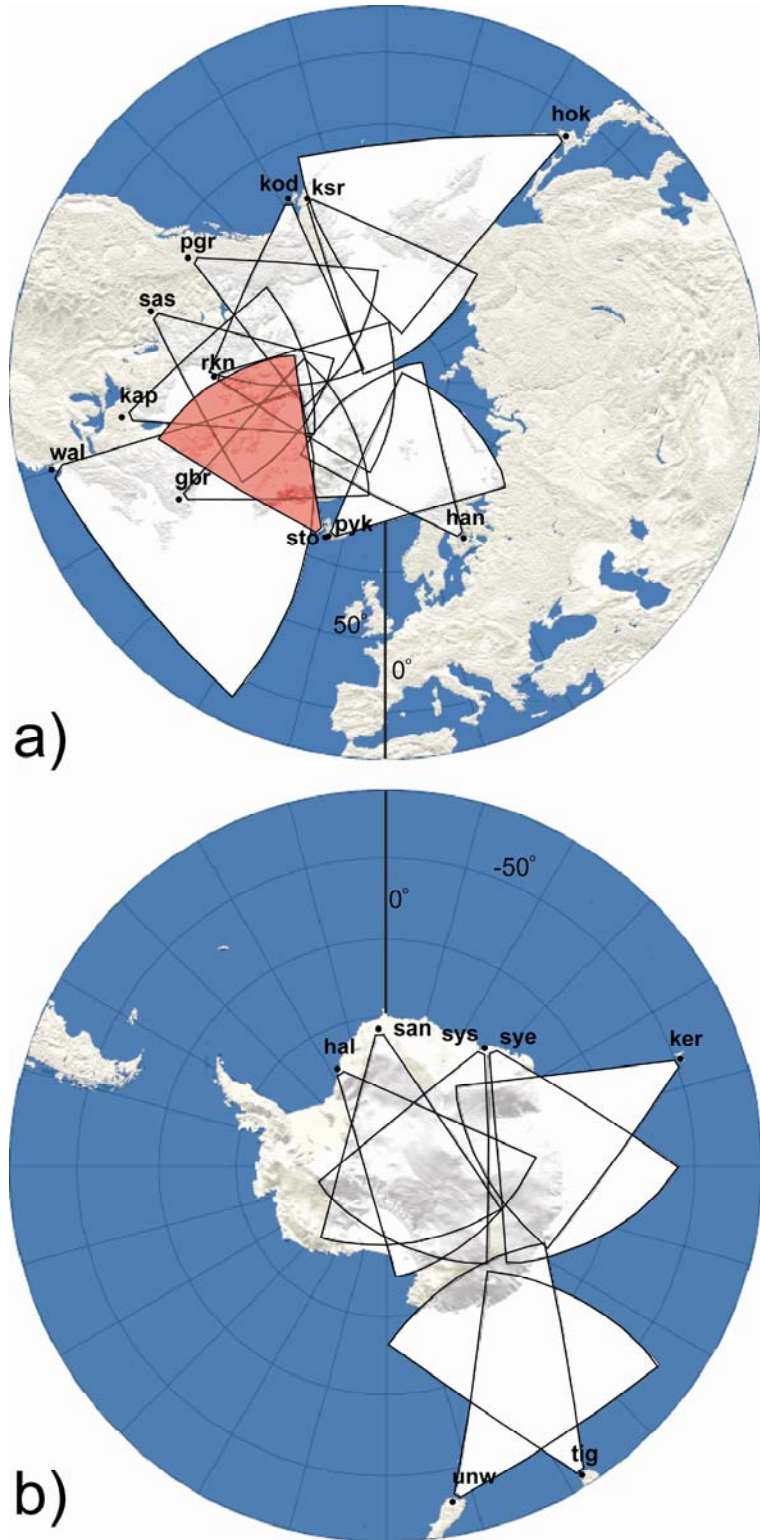 hok
kod ksr
pgr
sas
rkn
kap
wal
gbr
sto pyk han
50°
0°
a)
-50°
0°
san sys sye ker
hal
unw tig
b)